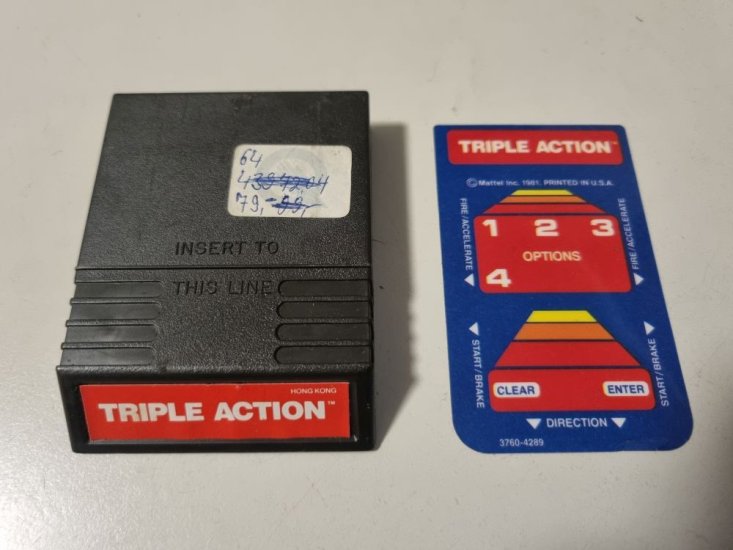 64
79,-
INSERT TO
THIS LINE
HONG KONG
TRIPLE ACTION™
TRIPLE ACTION™
© Mattel Inc. 1981. PRINTED IN U.S.A.
FIRE/ACCELERATE
FIRE/ACCELERATE
1 2 3
OPTIONS
4
START/BRAKE
START/BRAKE
CLEAR ENTER
DIRECTION
3760-4289